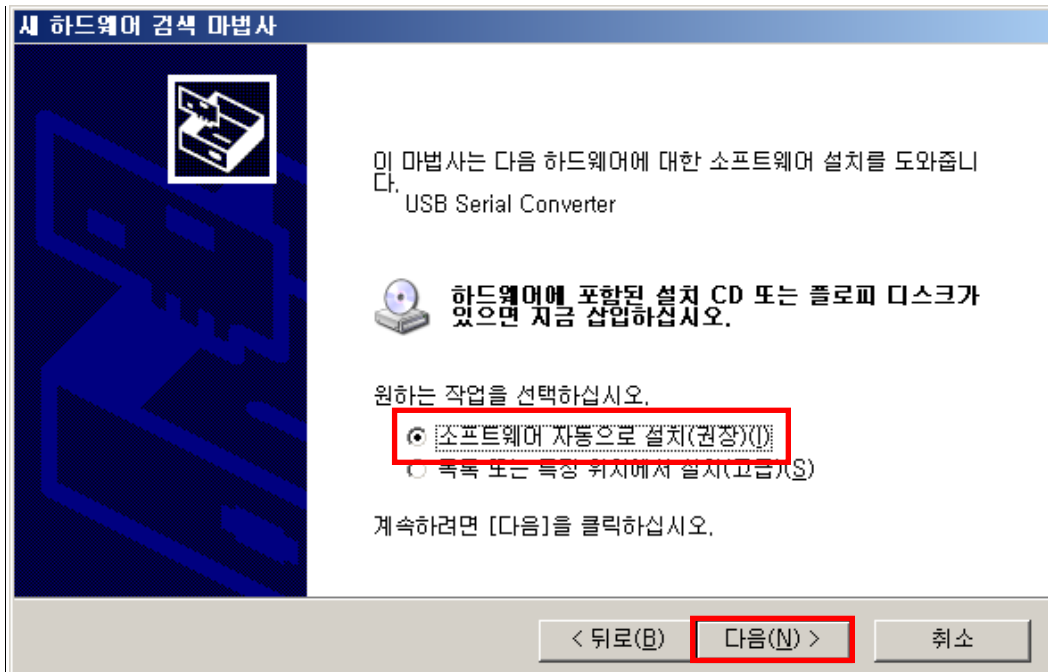 새 하드웨어 검색 마법사
이 마법사는 다음 하드웨어에 대한 소프트웨어 설치를 도와줍니
다.
USB Serial Converter
하드웨어에 포함된 설치 CD 또는 플로피 디스크가
있으면 지금 삽입하십시오.
원하는 작업을 선택하십시오.
소프트웨어 자동으로 설치(권장)(I)
목록 또는 특정 위치에서 설치(고급)(S)
계속하려면 [다음]을 클릭하십시오.
< 뒤로(B)
다음(N) >
취소